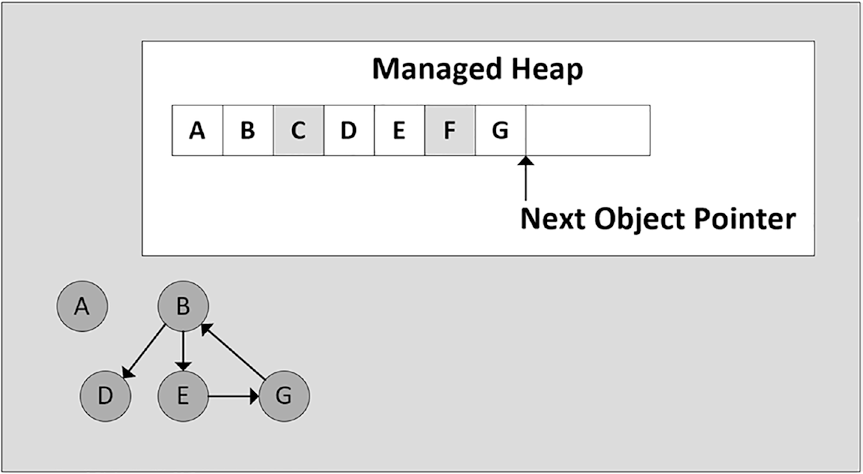 Managed Heap
A B C D E F G
Next Object Pointer
A B
D E G